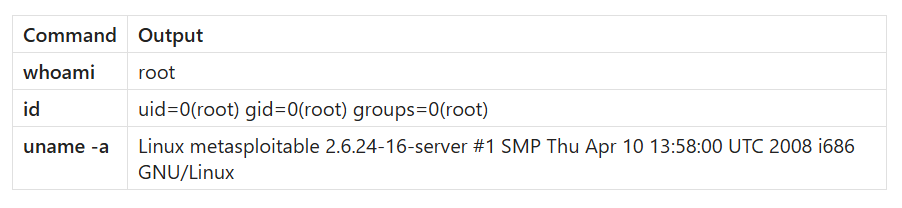 Command Output
whoami root
id uid=0(root) gid=0(root) groups=0(root)
uname -a Linux metasploitable 2.6.24-16-server #1 SMP Thu Apr 10 13:58:00 UTC 2008 i686
GNU/Linux